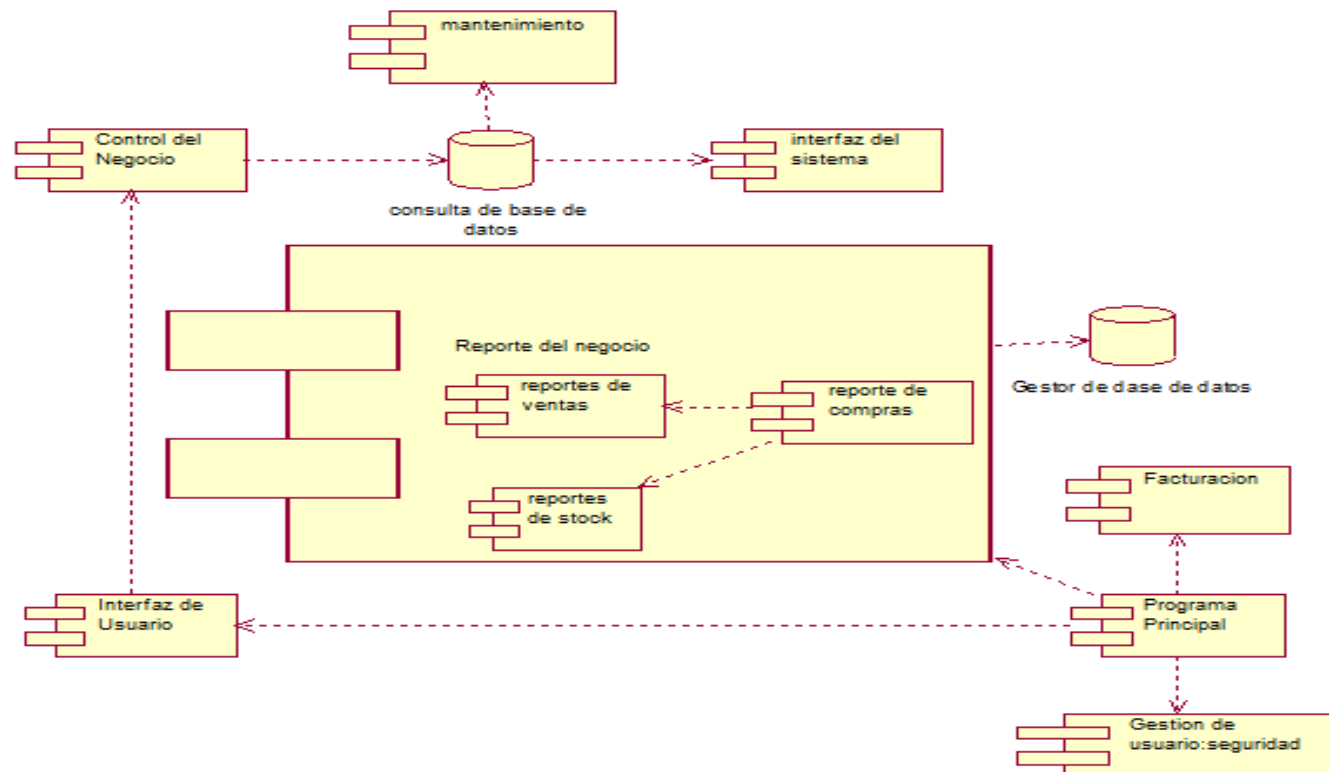 mantenimiento
Control del
Negocio
interfaz del
sistema
consulta de base de
datos
Reporte del negocio
reportes de
ventas
reporte de
compras
reportes
de stock
Gestor de dase de datos
Facturacion
Interfaz de
Usuario
Programa
Principal
Gestion de
usuario:seguridad